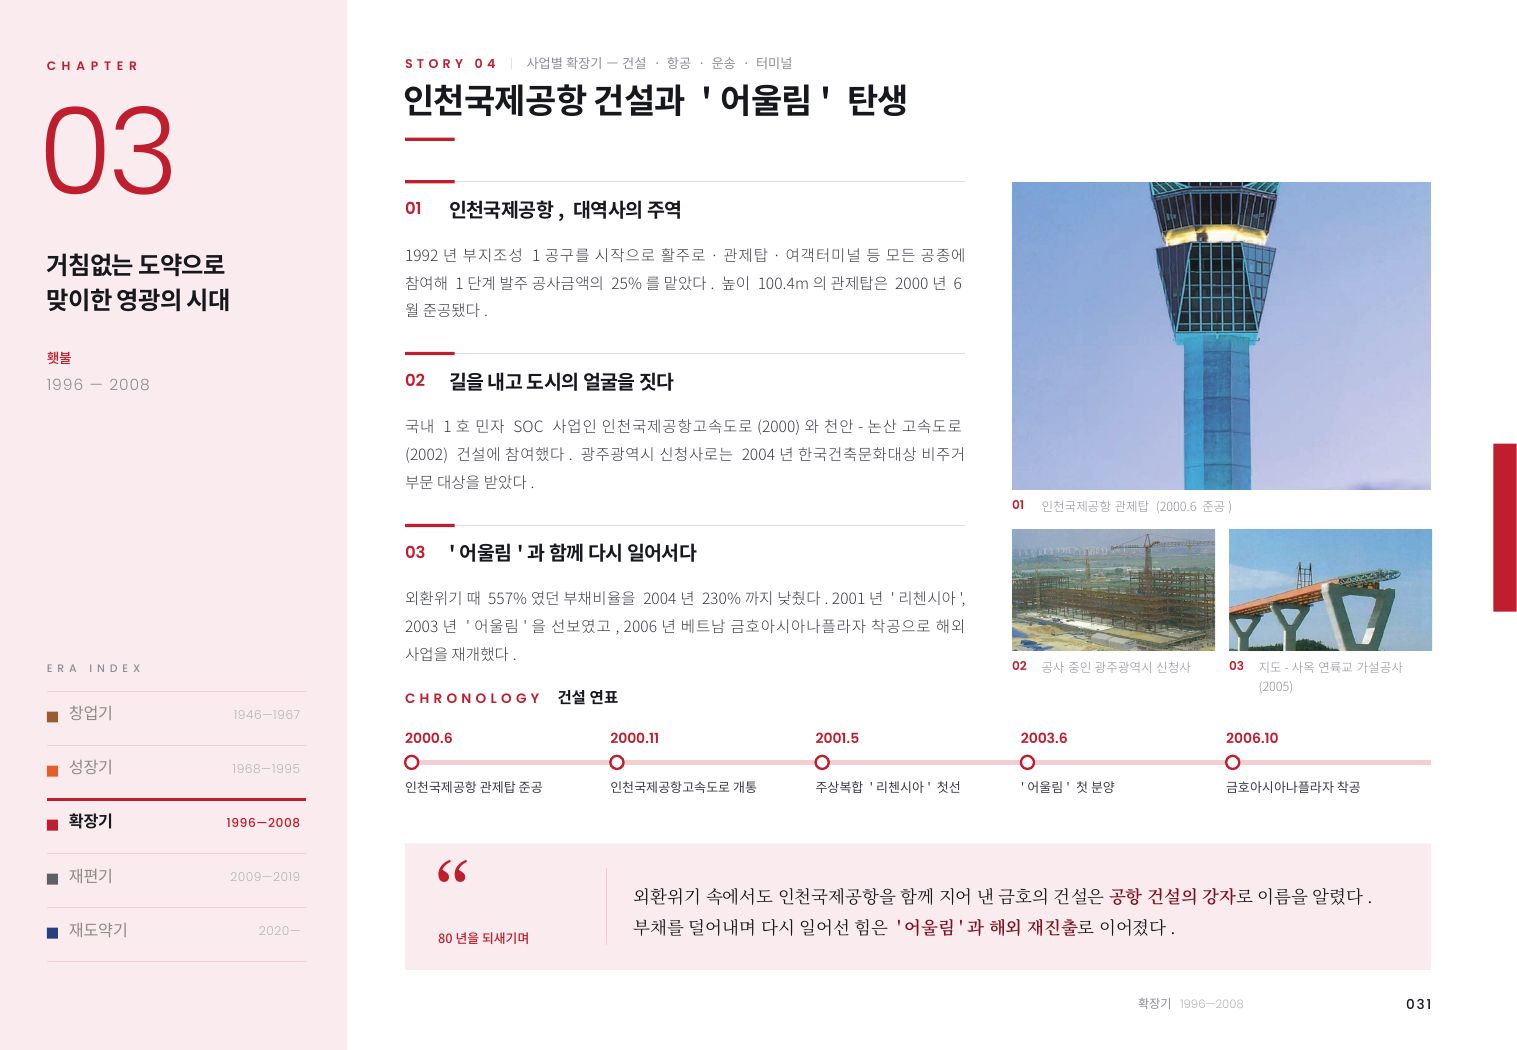 CHAPTER
03
거침없는 도약으로
맞이한 영광의 시대
횃불
1996 — 2008
ERA INDEX
창업기 1946—1967
성장기 1968—1995
확장기 1996—2008
재편기 2009—2019
재도약기 2020—
STORY 04 | 사업별 확장기 — 건설 · 항공 · 운송 · 터미널
인천국제공항 건설과 '어울림' 탄생
01 인천국제공항, 대역사의 주역
1992년 부지조성 1공구를 시작으로 활주로·관제탑·여객터미널 등 모든 공종에
참여해 1단계 발주 공사금액의 25%를 맡았다. 높이 100.4m의 관제탑은 2000년 6
월 준공됐다.
02 길을 내고 도시의 얼굴을 짓다
국내 1호 민자 SOC 사업인 인천국제공항고속도로(2000)와 천안-논산 고속도로
(2002) 건설에 참여했다. 광주광역시 신청사로는 2004년 한국건축문화대상 비주거
부문 대상을 받았다.
03 '어울림'과 함께 다시 일어서다
외환위기 때 557%였던 부채비율을 2004년 230%까지 낮췄다. 2001년 '리첸시아',
2003년 '어울림'을 선보였고, 2006년 베트남 금호아시아나플라자 착공으로 해외
사업을 재개했다.
01 인천국제공항 관제탑 (2000.6 준공)
02 공사 중인 광주광역시 신청사
03 지도-사옥 연륙교 가설공사
(2005)
CHRONOLOGY 건설 연표
2000.6 2000.11 2001.5 2003.6 2006.10
인천국제공항 관제탑 준공 인천국제공항고속도로 개통 주상복합 '리첸시아' 첫선 '어울림' 첫 분양 금호아시아나플라자 착공
“
80년을 되새기며
외환위기 속에서도 인천국제공항을 함께 지어 낸 금호의 건설은 공항 건설의 강자로 이름을 알렸다.
부채를 덜어내며 다시 일어선 힘은 '어울림'과 해외 재진출로 이어졌다.
확장기 1996—2008 031